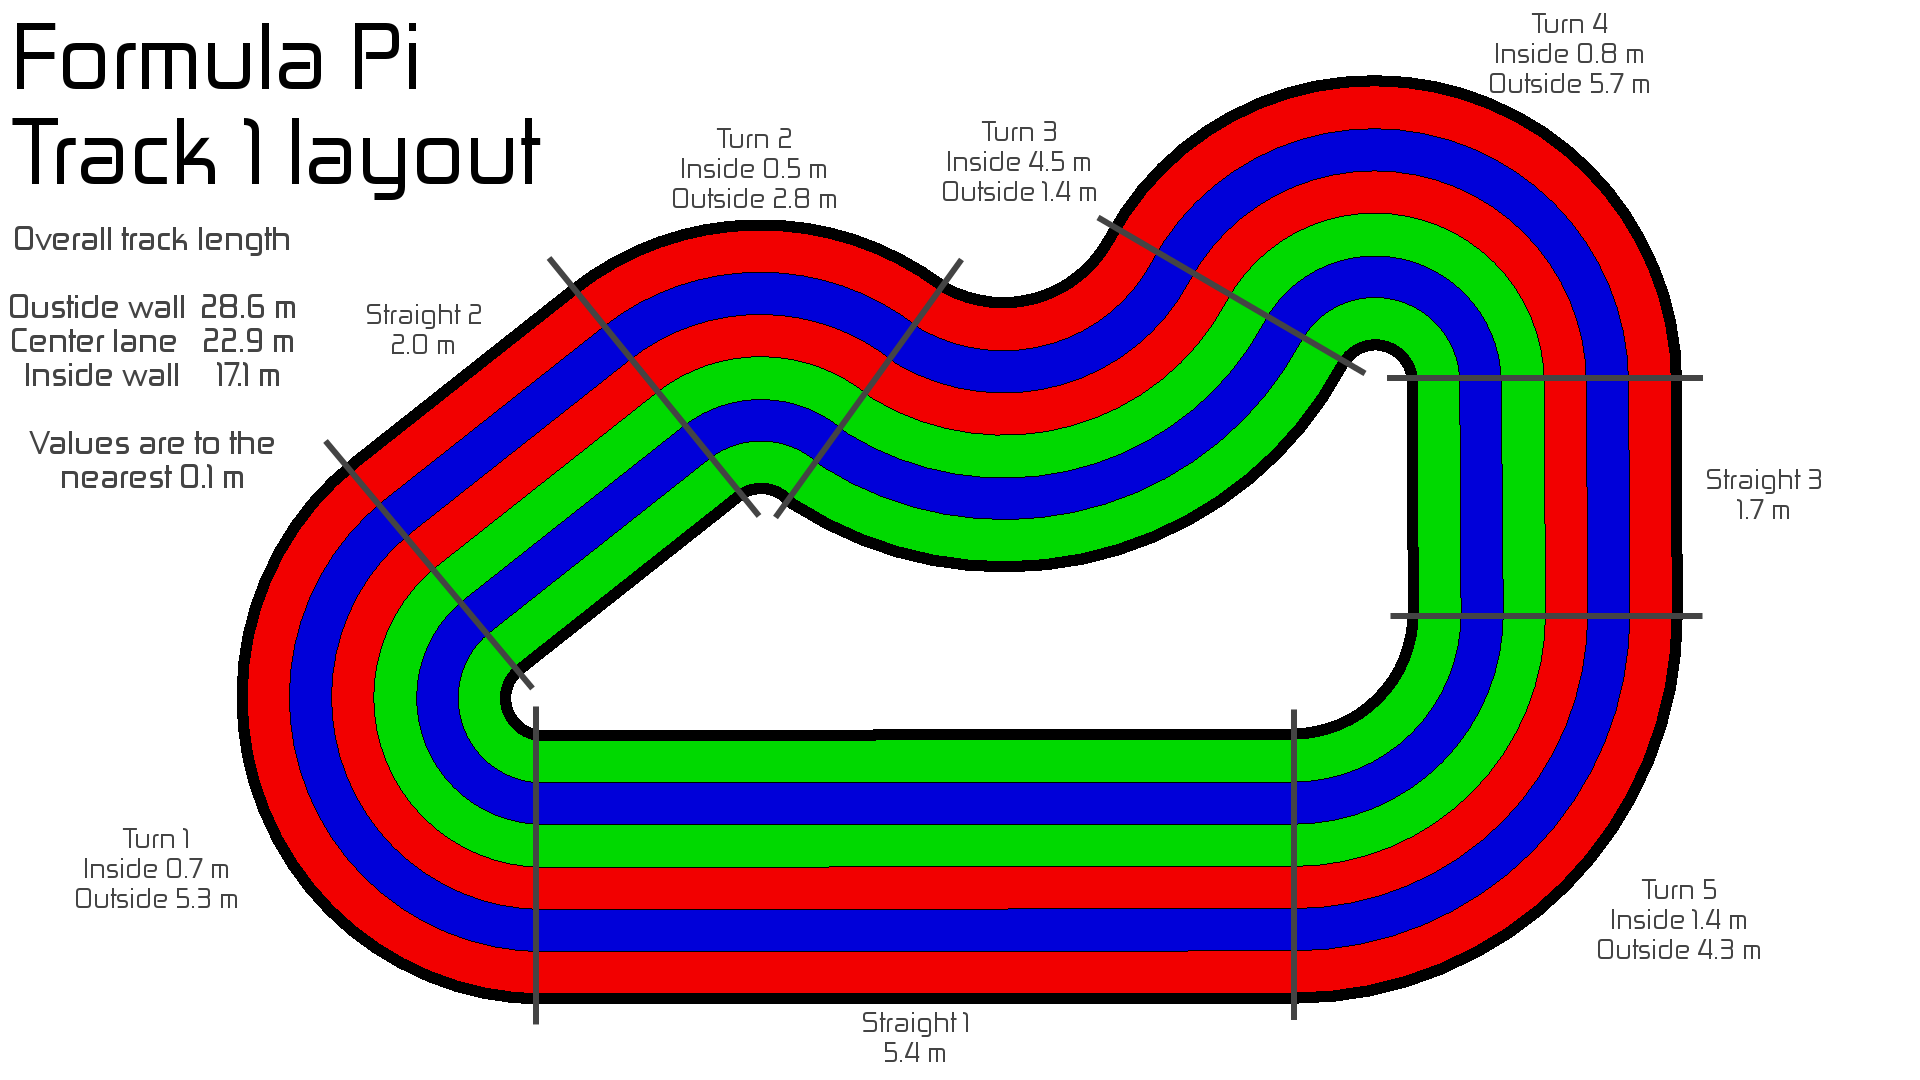 Formula Pi
Track 1 layout
Overall track length
Oustide wall 28.6 m
Center lane 22.9 m
Inside wall 17.1 m
Values are to the
nearest 0.1 m
Straight 2
2.0 m
Turn 2
Inside 0.5 m
Outside 2.8 m
Turn 3
Inside 4.5 m
Outside 1.4 m
Turn 4
Inside 0.8 m
Outside 5.7 m
Straight 3
1.7 m
Turn 1
Inside 0.7 m
Outside 5.3 m
Turn 5
Inside 1.4 m
Outside 4.3 m
Straight 1
5.4 m